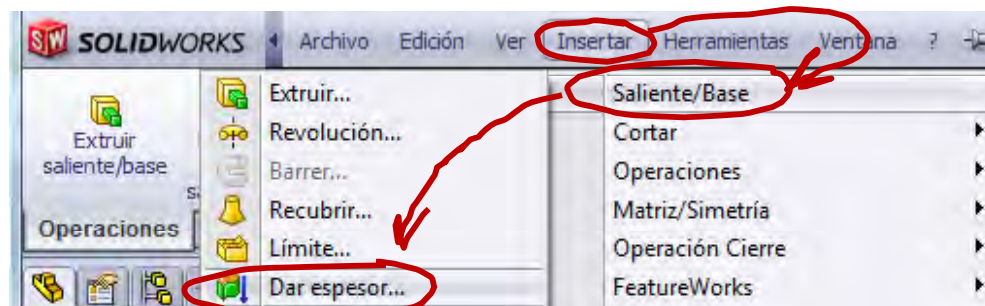 SW SOLIDWORKS Archivo Edición Ver Insertar Herramientas Ventana ?
Extruir
saliente/base
s
Operaciones
Extruir...
Revolución...
Barrer...
Recubrir...
Límite...
Dar espesor...
Saliente/Base
Cortar
Operaciones
Matriz/Simetría
Operación Cierre
FeatureWorks